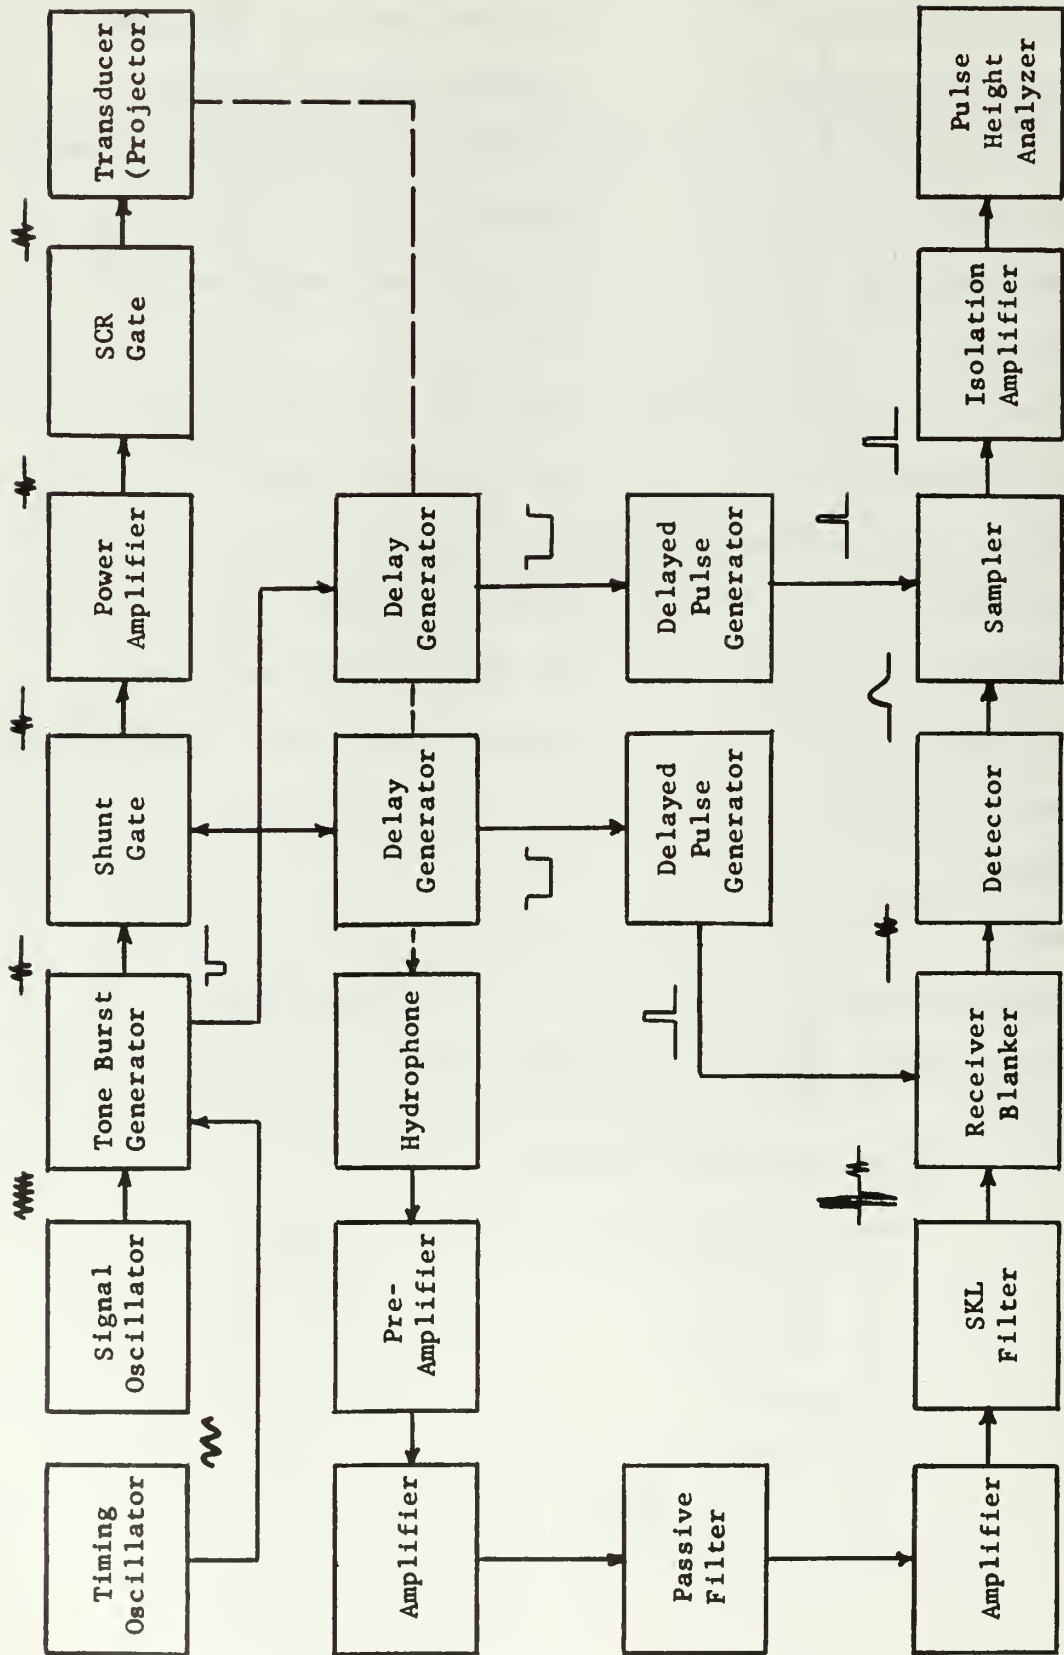 Timing
Oscillator
Signal
Oscillator
Tone Burst
Generator
Shunt
Gate
Power
Amplifier
SCR
Gate
Transducer
(Projector)
Amplifier
Pre-
Amplifier
Hydrophone
Delay
Generator
Delay
Generator
Passive
Filter
Delayed
Pulse
Generator
Delayed
Pulse
Generator
Amplifier
SKL
Filter
Receiver
Blanker
Detector
Sampler
Isolation
Amplifier
Pulse
Height
Analyzer